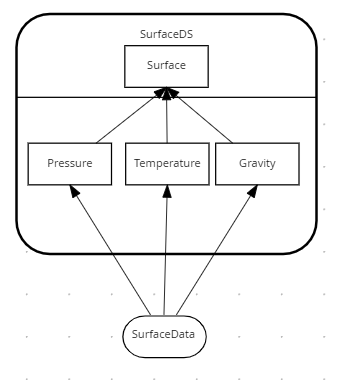 SurfaceDS
Surface
Pressure
Temperature
Gravity
SurfaceData